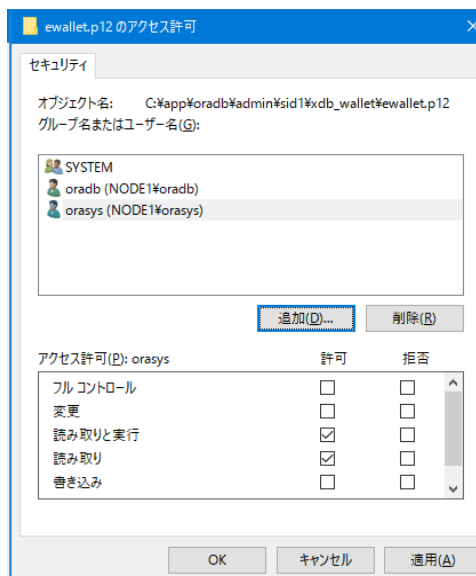 ewallet.p12 のアクセス許可
セキュリティ
オブジェクト名: C:¥app¥oradb¥admin¥sid1¥xdb_wallet¥ewallet.p12
グループ名またはユーザー名(G):
SYSTEM
oradb (NODE1¥oradb)
orasys (NODE1¥orasys)
追加(D)... 削除(R)
アクセス許可(P): orasys 許可 拒否
フル コントロール
変更
読み取りと実行
読み取り
書き込み
OK キャンセル 適用(A)